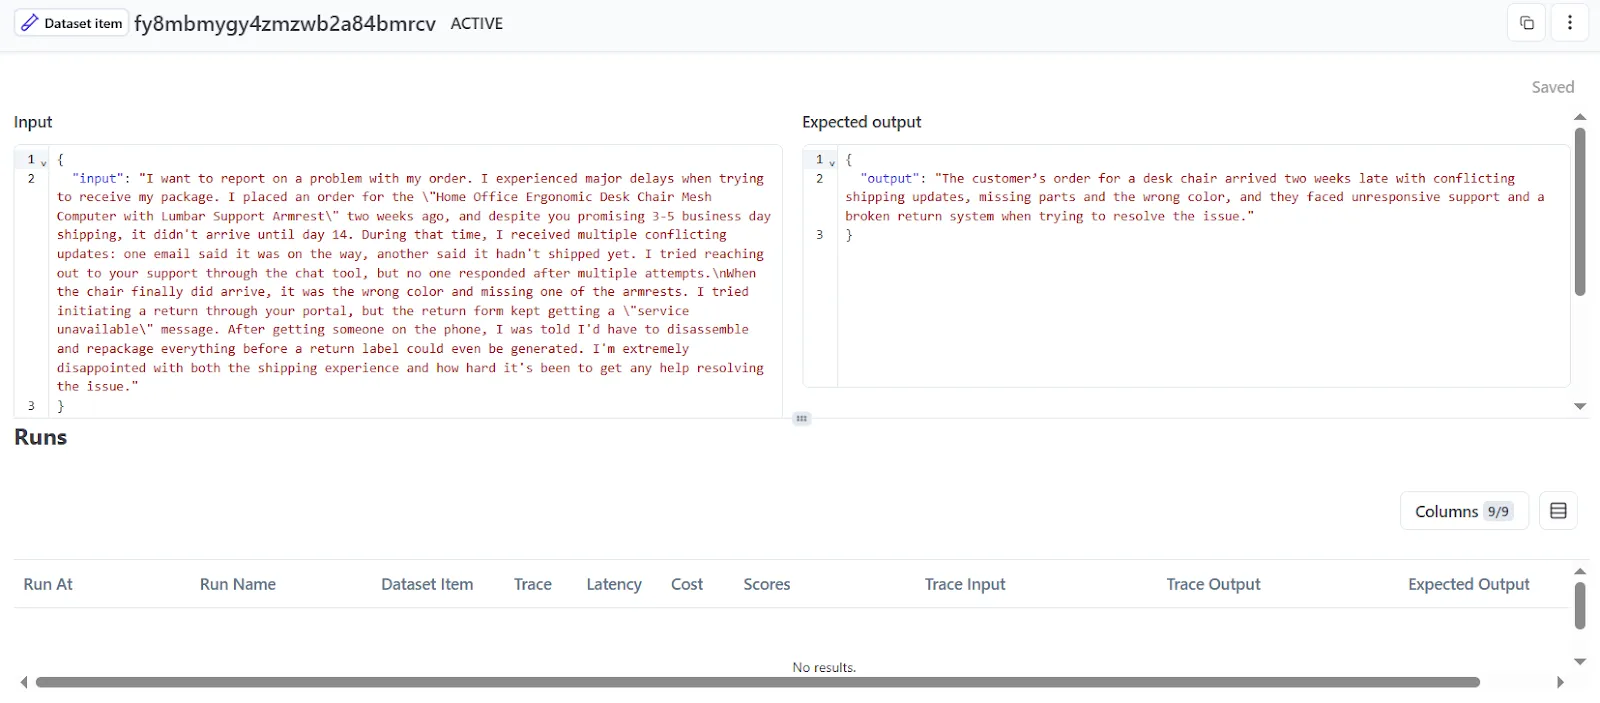 Dataset item fy8mbmygy4zmzwb2a84bmrcv ACTIVE
Saved
Input
1 {
2 "input": "I want to report on a problem with my order. I experienced major delays when trying
to receive my package. I placed an order for the \"Home Office Ergonomic Desk Chair Mesh
Computer with Lumbar Support Armrest\" two weeks ago, and despite you promising 3-5 business day
shipping, it didn't arrive until day 14. During that time, I received multiple conflicting
updates: one email said it was on the way, another said it hadn't shipped yet. I tried reaching
out to your support through the chat tool, but no one responded after multiple attempts.\nWhen
the chair finally did arrive, it was the wrong color and missing one of the armrests. I tried
initiating a return through your portal, but the return form kept getting a \"service
unavailable\" message. After getting someone on the phone, I was told I'd have to disassemble
and repackage everything before a return label could even be generated. I'm extremely
disappointed with both the shipping experience and how hard it's been to get any help resolving
the issue."
3 }
Expected output
1 {
2 "output": "The customer’s order for a desk chair arrived two weeks late with conflicting
shipping updates, missing parts and the wrong color, and they faced unresponsive support and a
broken return system when trying to resolve the issue."
3 }
Runs
Columns 9/9
Run At Run Name Dataset Item Trace Latency Cost Scores Trace Input Trace Output Expected Output
No results.